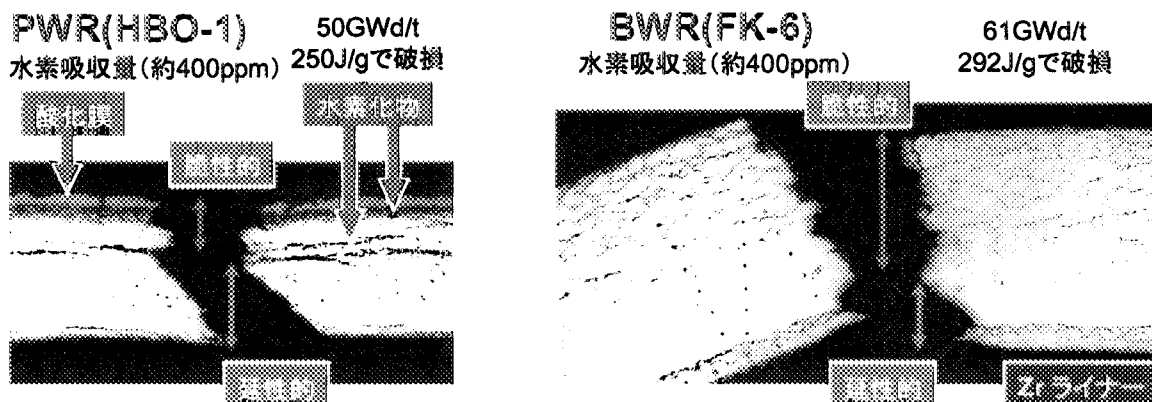 PWR(HBO-1)
50GWd/t
水素吸収量(約400ppm)
250J/gで破損
酸化膜
水素化物
脆性的
延性的
BWR(FK-6)
61GWd/t
水素吸収量(約400ppm)
292J/gで破損
脆性的
延性的
Zrライナー